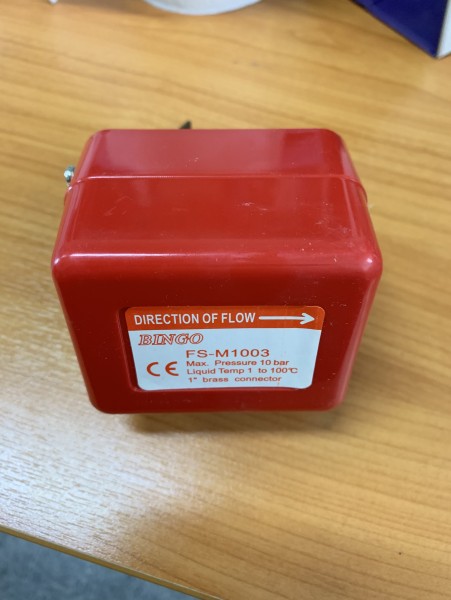 DIRECTION OF FLOW
BINGO
FS-M1003
CE Max. Pressure 10 bar
Liquid Temp 1 to 100℃
1" brass connector